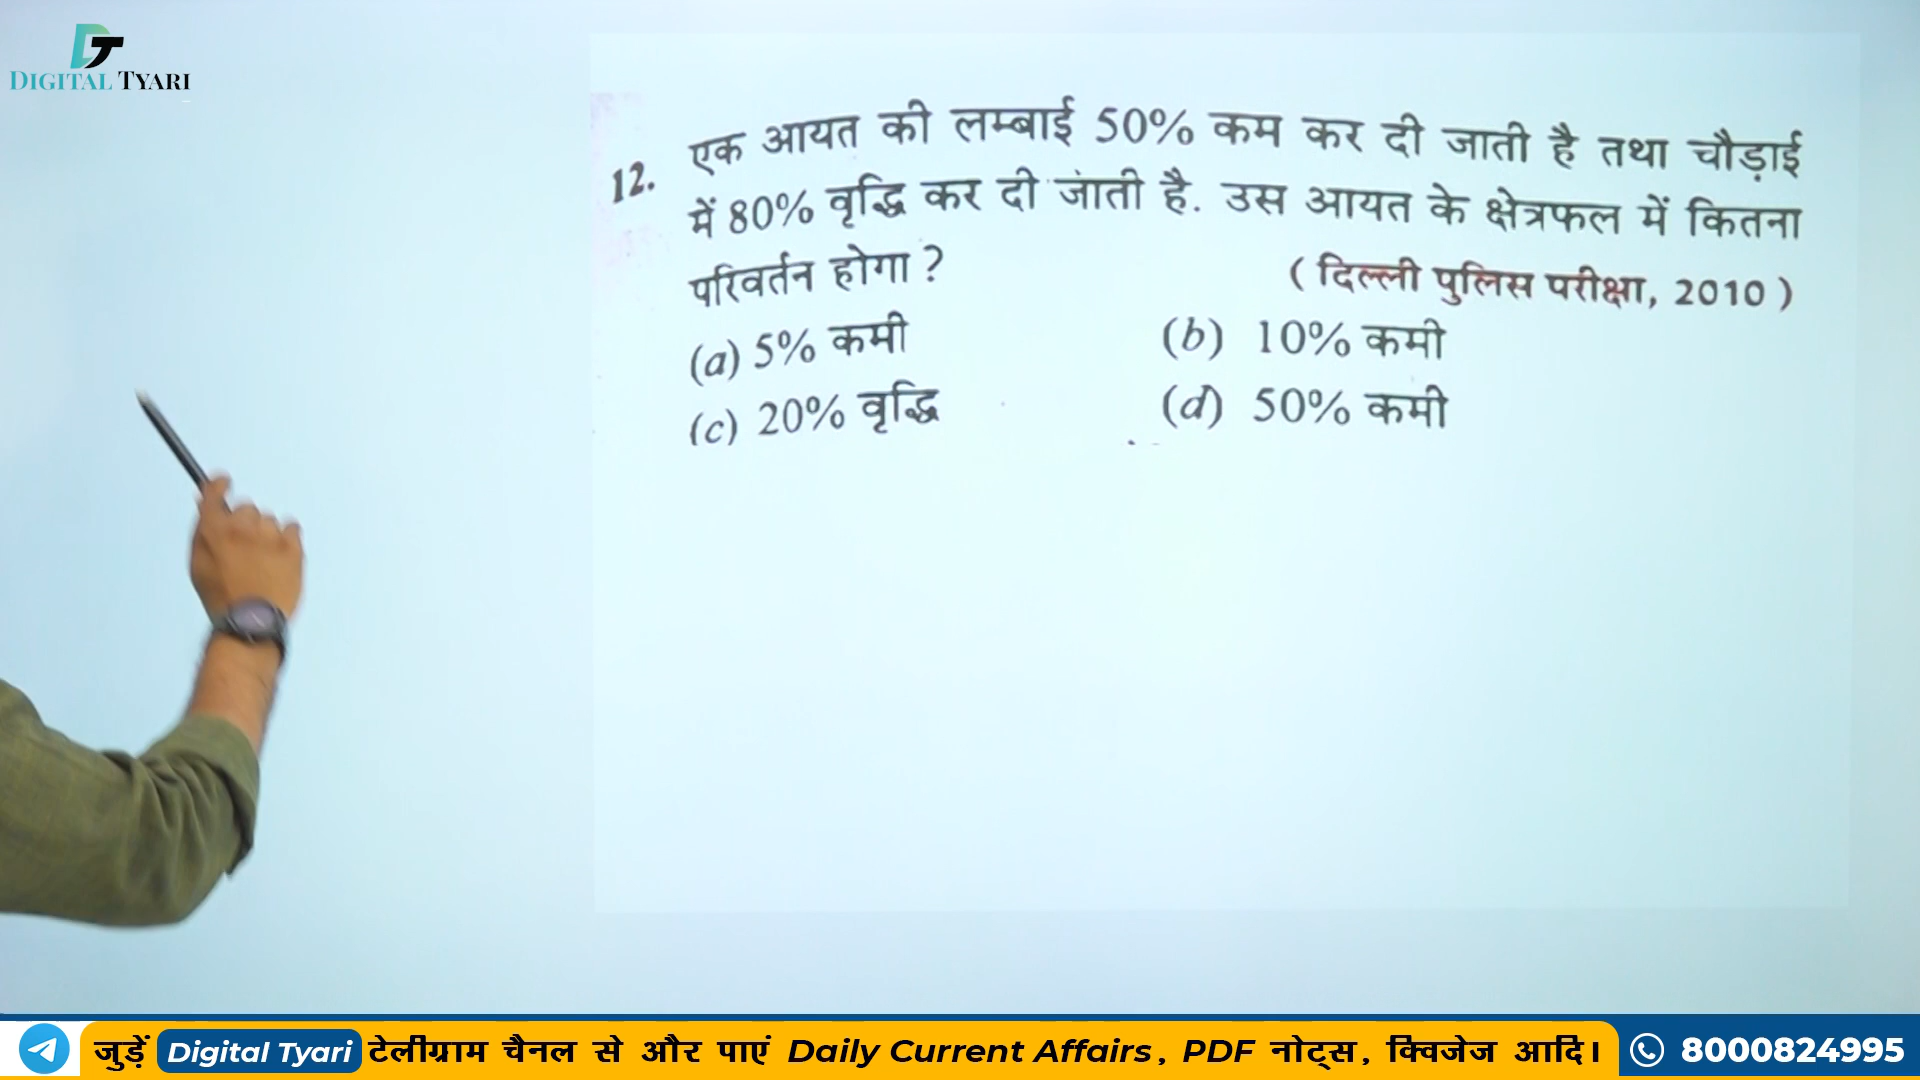 DT
DIGITAL TYARI
12. एक आयत की लम्बाई 50% कम कर दी जाती है तथा चौड़ाई
में 80% वृद्धि कर दी जाती है. उस आयत के क्षेत्रफल में कितना
परिवर्तन होगा ?
( दिल्ली पुलिस परीक्षा, 2010 )
(a) 5% कमी (b) 10% कमी
(c) 20% वृद्धि (d) 50% कमी
जुड़ें Digital Tyari टेलीग्राम चैनल से और पाएं Daily Current Affairs, PDF नोट्स, क्विजेज आदि। 8000824995